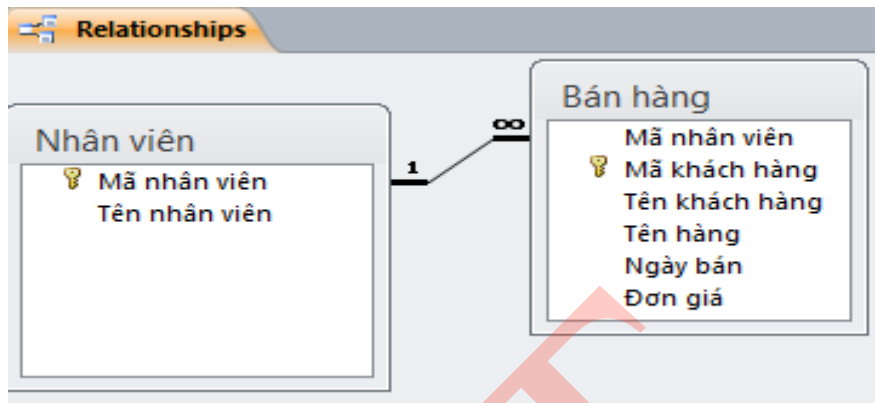 Relationships
Nhân viên
Mã nhân viên
Tên nhân viên
1
∞
Bán hàng
Mã nhân viên
Mã khách hàng
Tên khách hàng
Tên hàng
Ngày bán
Đơn giá